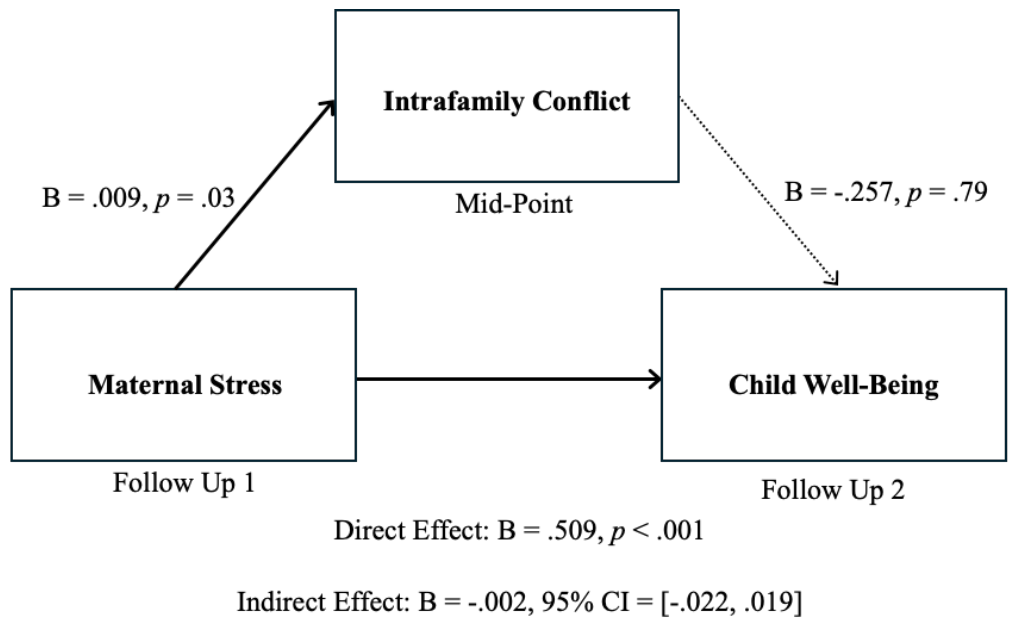 Intrafamily Conflict
Mid-Point
B = .009, p = .03
B = -.257, p = .79
Maternal Stress
Follow Up 1
Child Well-Being
Follow Up 2
Direct Effect: B = .509, p < .001
Indirect Effect: B = -.002, 95% CI = [-.022, .019]